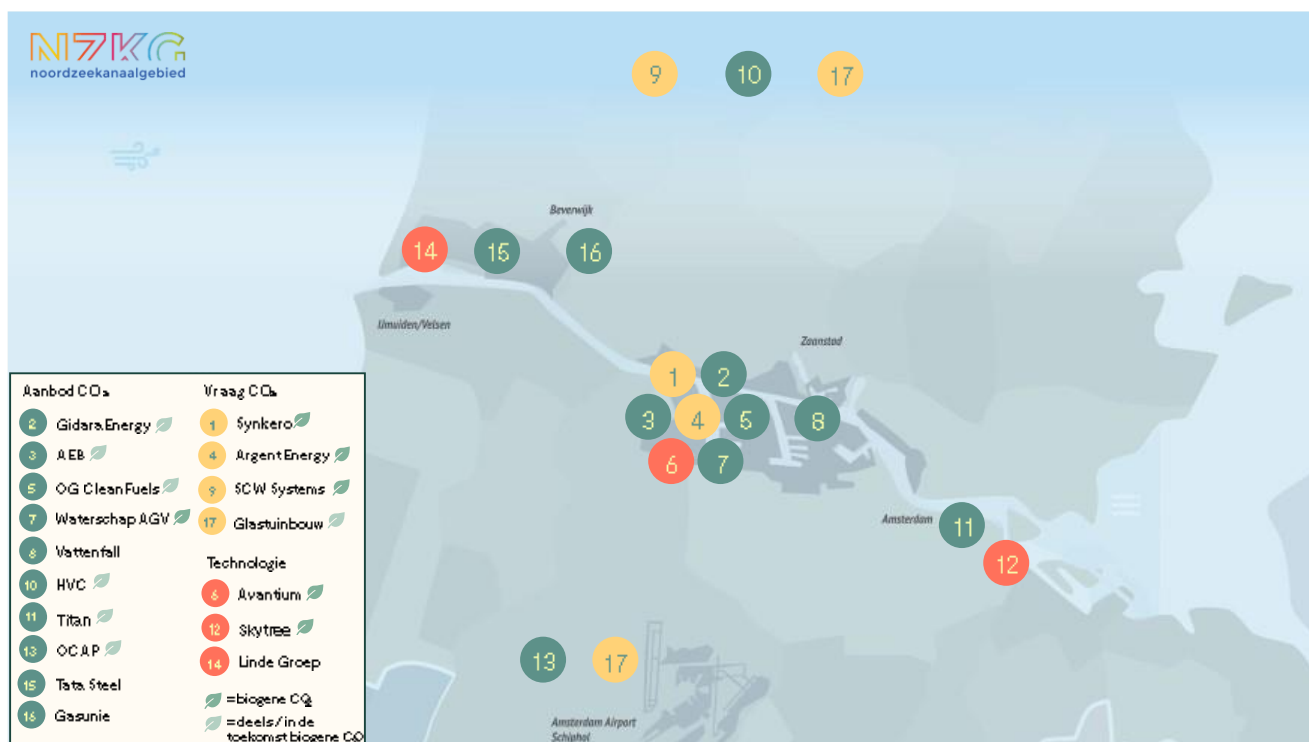 NZKG
noordzeekanaalgebied
9
10
17
Beverwijk
14
15
16
IJmuiden/Velsen
Zaanstad
1
2
3
4
5
8
6
7
Amsterdam
11
12
13
17
Amsterdam Airport
Schiphol
Aanbod CO₂
2 Gidara Energy
3 AEB
5 OG Clean Fuels
7 Waterschap AGV
8 Vattenfall
10 HVC
11 Titan
13 OCAP
15 Tata Steel
16 Gasunie
Vraag CO₂
1 Synkero
4 Argent Energy
9 SCW Systems
17 Glastuinbouw
Technologie
6 Avantium
12 Skytree
14 Linde Groep
=biogene CO₂
=deels/in de
toekomst biogene CO₂